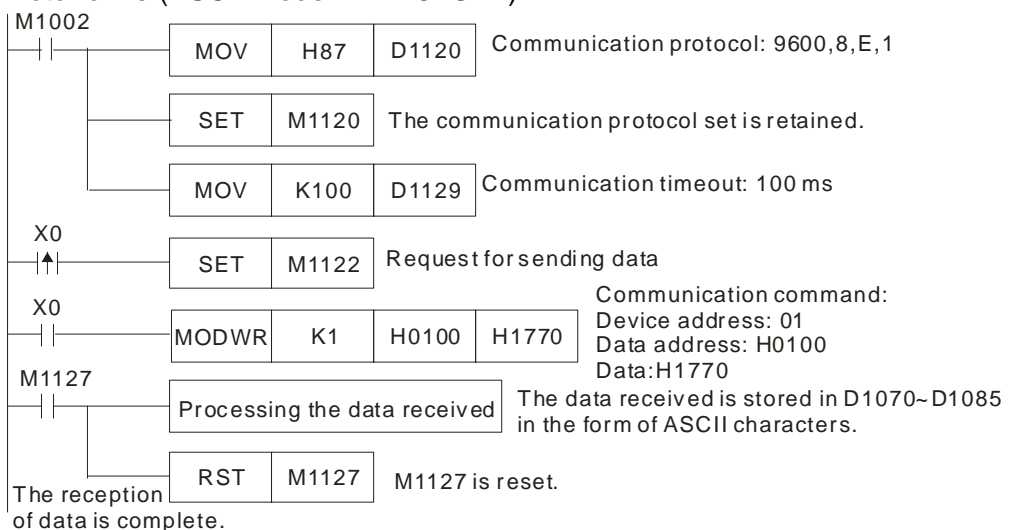 M1002
MOV H87 D1120 Communication protocol: 9600,8,E,1
SET M1120 The communication protocol set is retained.
MOV K100 D1129 Communication timeout: 100 ms
X0
SET M1122 Request for sending data
X0
MODWR K1 H0100 H1770
Communication command:
Device address: 01
Data address: H0100
Data:H1770
M1127
Processing the data received
The data received is stored in D1070~D1085
in the form of ASCII characters.
RST M1127 M1127 is reset.
The reception
of data is complete.